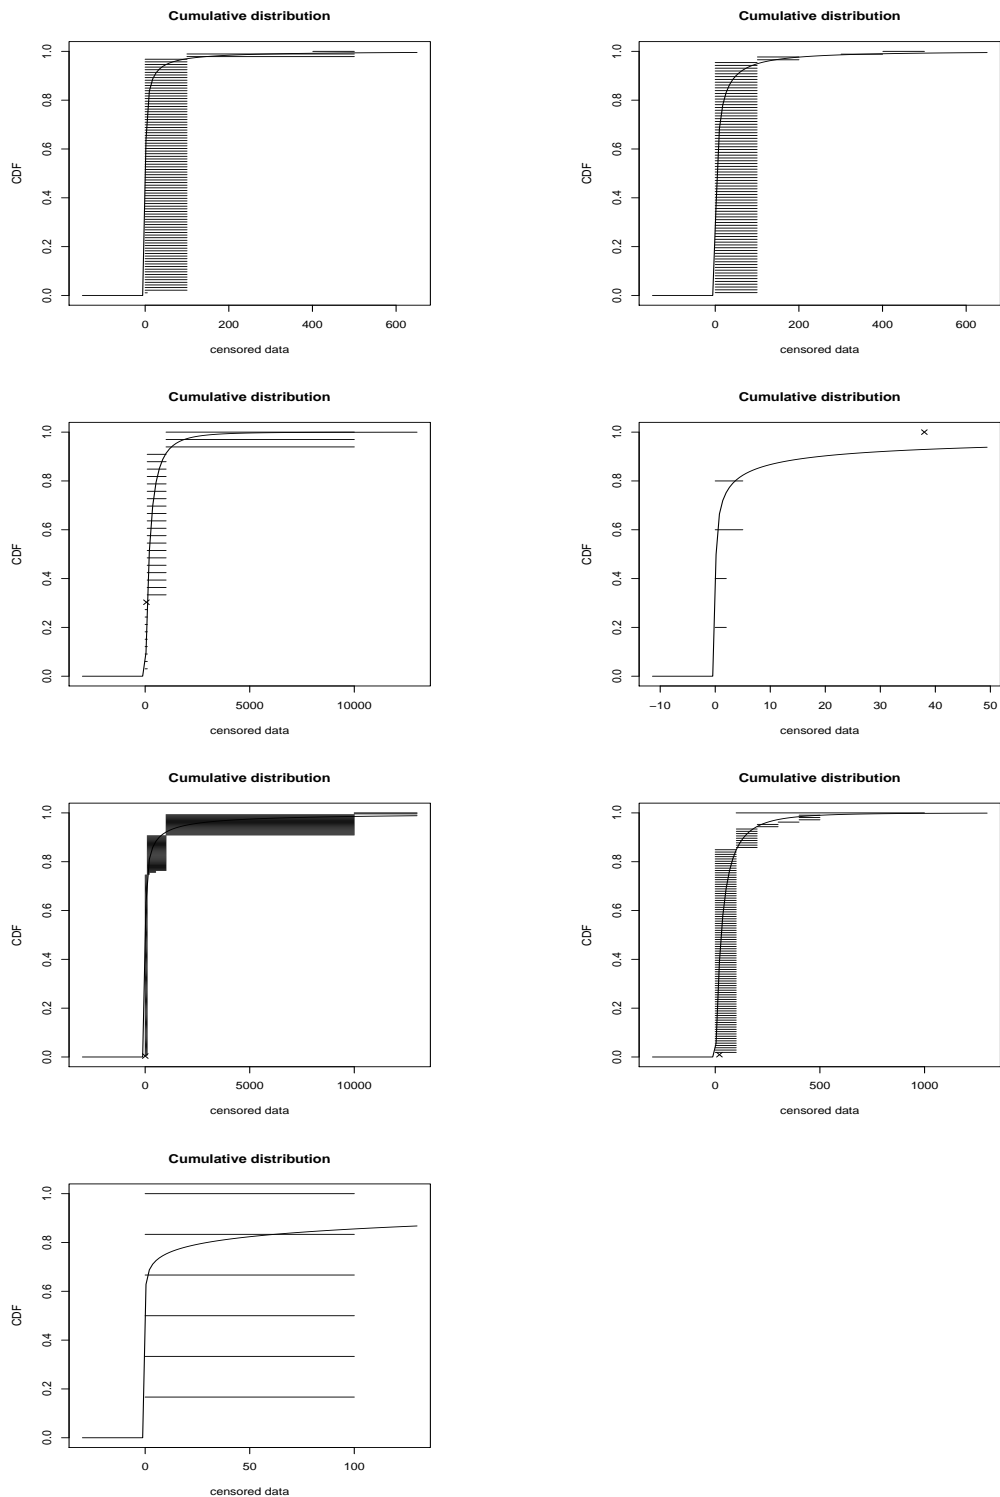 Cumulative distribution
CDF
0.0 0.2 0.4 0.6 0.8 1.0
0 200 400 600
censored data
Cumulative distribution
CDF
0.0 0.2 0.4 0.6 0.8 1.0
0 200 400 600
censored data
Cumulative distribution
CDF
0.0 0.2 0.4 0.6 0.8 1.0
0 5000 10000
censored data
Cumulative distribution
CDF
0.0 0.2 0.4 0.6 0.8 1.0
−10 0 10 20 30 40 50
censored data
Cumulative distribution
CDF
0.0 0.2 0.4 0.6 0.8 1.0
0 5000 10000
censored data
Cumulative distribution
CDF
0.0 0.2 0.4 0.6 0.8 1.0
0 500 1000
censored data
Cumulative distribution
CDF
0.0 0.2 0.4 0.6 0.8 1.0
0 50 100
censored data